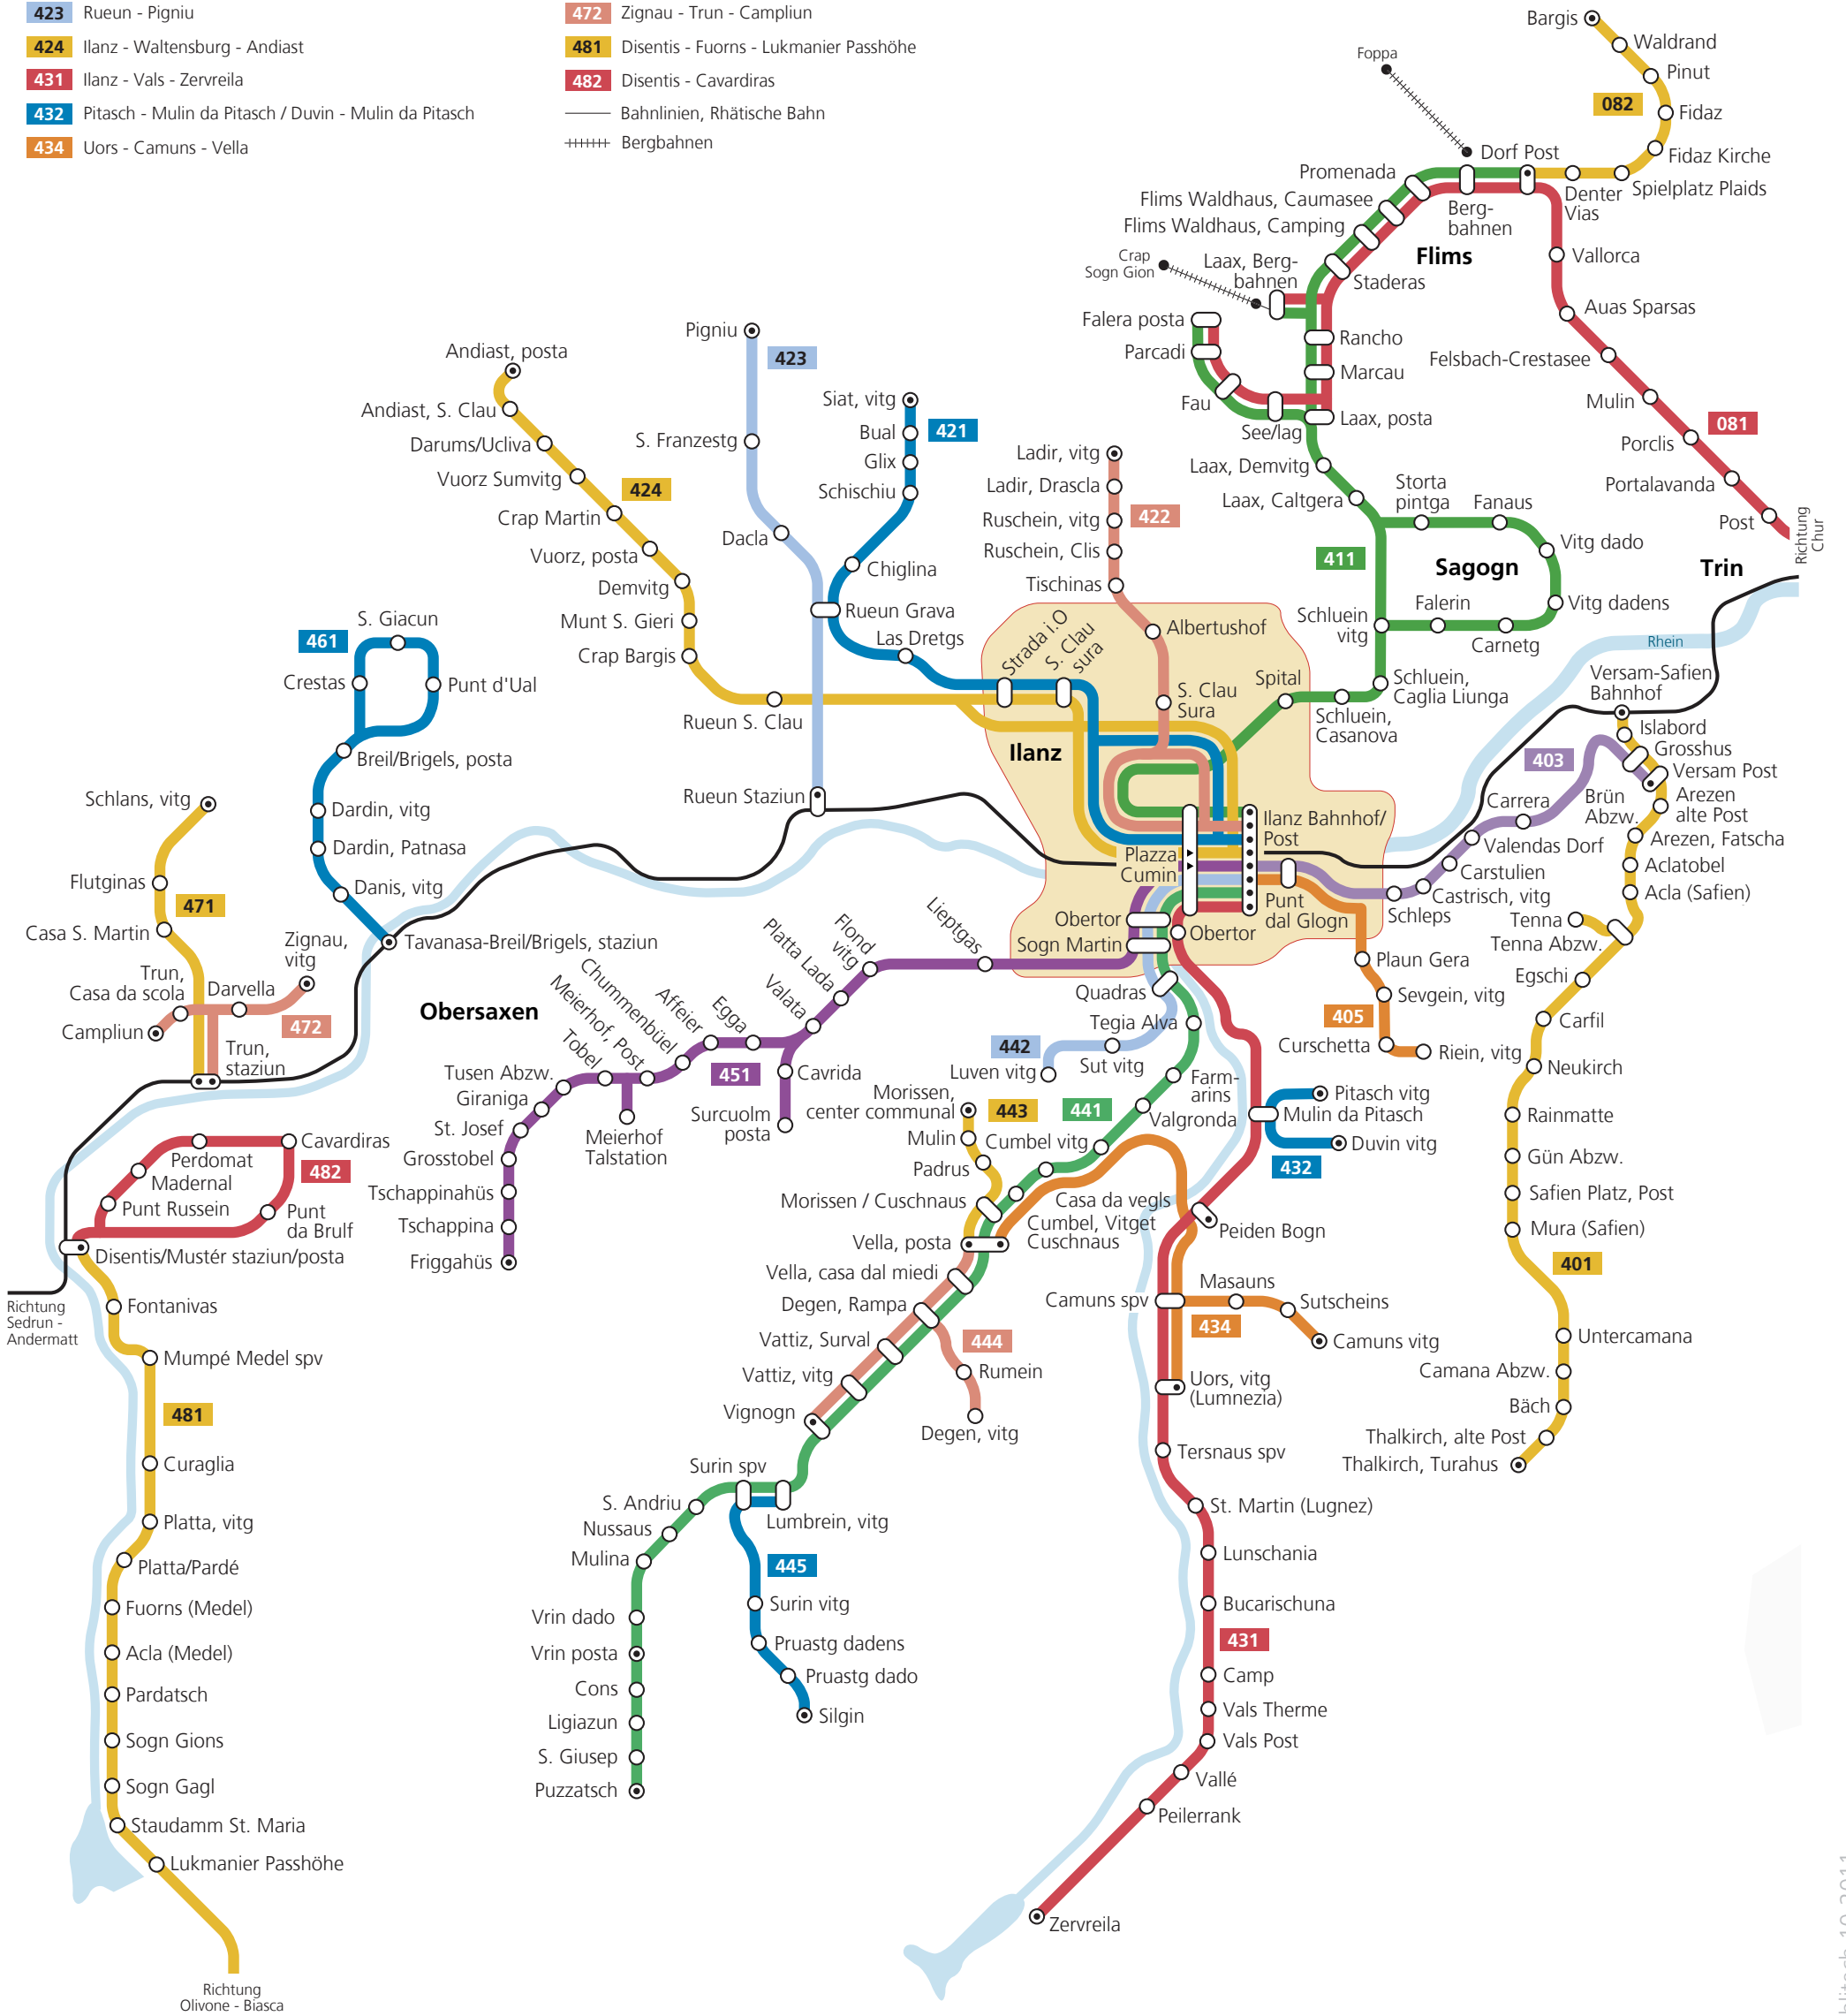 423 Rueun - Pigniu
424 Ilanz - Waltensburg - Andiast
431 Ilanz - Vals - Zervreila
432 Pitasch - Mulin da Pitasch / Duvin - Mulin da Pitasch
434 Uors - Camuns - Vella
472 Zignau - Trun - Campliun
481 Disentis - Fuorns - Lukmanier Passhöhe
482 Disentis - Cavardiras
Bahnlinien, Rhätische Bahn
Bergbahnen
Bargis
Waldrand
Pinut
082
Fidaz
Fidaz Kirche
Spielplatz Plaids
Denter
Vias
Foppa
Dorf Post
Berg-
bahnen
Promenada
Flims Waldhaus, Caumasee
Flims Waldhaus, Camping
Flims
Staderas
Crap
Sogn Gion
Laax, Berg-
bahnen
Falera posta
Parcadi
Fau
See/lag
Rancho
Marcau
Laax, posta
Laax, Demvitg
Laax, Caltgera
Vallorca
Auas Sparsas
Felsbach-Crestasee
Mulin
081
Porclis
Portalavanda
Post
Richtung
Chur
Trin
Storta
pintga
Fanaus
Vitg dado
411
Sagogn
Vitg dadens
Falerin
Carnetg
Schluein
vitg
Schluein,
Caglia Liunga
Schluein,
Casanova
Spital
Rhein
Pigniu
423
S. Franzestg
Dacla
Rueun Grava
Rueun Staziun
Siat, vitg
Bual
421
Glix
Schischiu
Chiglina
Las Dretgs
Andiast, posta
Andiast, S. Clau
Darums/Ucliva
Vuorz Sumvitg
424
Crap Martin
Vuorz, posta
Demvitg
Munt S. Gieri
Crap Bargis
Rueun S. Clau
Ladir, vitg
Ladir, Drascla
Ruschein, vitg
422
Ruschein, Clis
Tischinas
Albertushof
S. Clau
Sura
Strada i.O
S. Clau
sura
Ilanz
Ilanz Bahnhof/
Post
Plazza
Cumin
Punt
dal Glogn
Obertor
Sogn Martin
Obertor
461
S. Giacun
Crestas
Punt d'Ual
Breil/Brigels, posta
Dardin, vitg
Dardin, Patnasa
Danis, vitg
Tavanasa-Breil/Brigels, staziun
Schlans, vitg
Flutginas
471
Casa S. Martin
Zignau,
vitg
Trun,
Casa da scola
Darvella
Campliun
472
Trun,
staziun
Versam-Safien
Bahnhof
Islabord
Grosshus
Versam Post
403
Carrera
Brün
Abzw.
Arezen
alte Post
Arezen, Fatscha
Valendas Dorf
Aclatobel
Carstulien
Castrisch, vitg
Acla (Safien)
Schleps
Tenna
Tenna Abzw.
Egschi
Carfil
Neukirch
Rainmatte
Gün Abzw.
Safien Platz, Post
Mura (Safien)
401
Untercamana
Camana Abzw.
Bäch
Thalkirch, alte Post
Thalkirch, Turahus
Plaun Gera
Sevgein, vitg
405
Curschetta
Riein, vitg
Obersaxen
Lieptgas
Flond
vitg
Platta Lada
Valata
Egga
Affeier
Chummenbüel
Meierhof, Post
Tobel
Tusen Abzw.
451
Cavrida
Surcuolm
posta
Meierhof
Talstation
Giraniga
St. Josef
Grosstobel
Tschappinahüs
Tschappina
Friggahüs
Quadras
Tegia Alva
442
Luven vitg
Sut vitg
Farm-
arins
Valgronda
441
Morissen,
center communal
443
Mulin
Cumbel vitg
Padrus
Casa da vegls
Morissen / Cuschnaus
Cumbel, Vitget
Cuschnaus
Vella, posta
Vella, casa dal miedi
Degen, Rampa
444
Vattiz, Surval
Rumein
Vattiz, vitg
Vignogn
Degen, vitg
Pitasch vitg
Mulin da Pitasch
Duvin vitg
432
Peiden Bogn
Masauns
Camuns spv
Sutscheins
434
Camuns vitg
Uors, vitg
(Lumnezia)
Tersnaus spv
St. Martin (Lugnez)
Lunschania
Bucarischuna
431
Camp
Vals Therme
Vals Post
Vallé
Peilerrank
Zervreila
Surin spv
Lumbrein, vitg
S. Andriu
Nussaus
Mulina
445
Surin vitg
Pruastg dadens
Pruastg dado
Silgin
Vrin dado
Vrin posta
Cons
Ligiazun
S. Giusep
Puzzatsch
Cavardiras
Perdomat
482
Madernal
Punt Russein
Punt
da Brulf
Disentis/Mustér staziun/posta
Richtung
Sedrun -
Andermatt
Fontanivas
Mumpé Medel spv
481
Curaglia
Platta, vitg
Platta/Pardé
Fuorns (Medel)
Acla (Medel)
Pardatsch
Sogn Gions
Sogn Gagl
Staudamm St. Maria
Lukmanier Passhöhe
Richtung
Olivone - Biasca